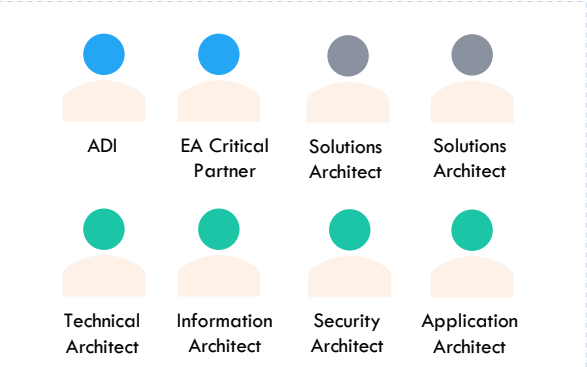 ADI
EA Critical
Partner
Solutions
Architect
Solutions
Architect
Technical
Architect
Information
Architect
Security
Architect
Application
Architect